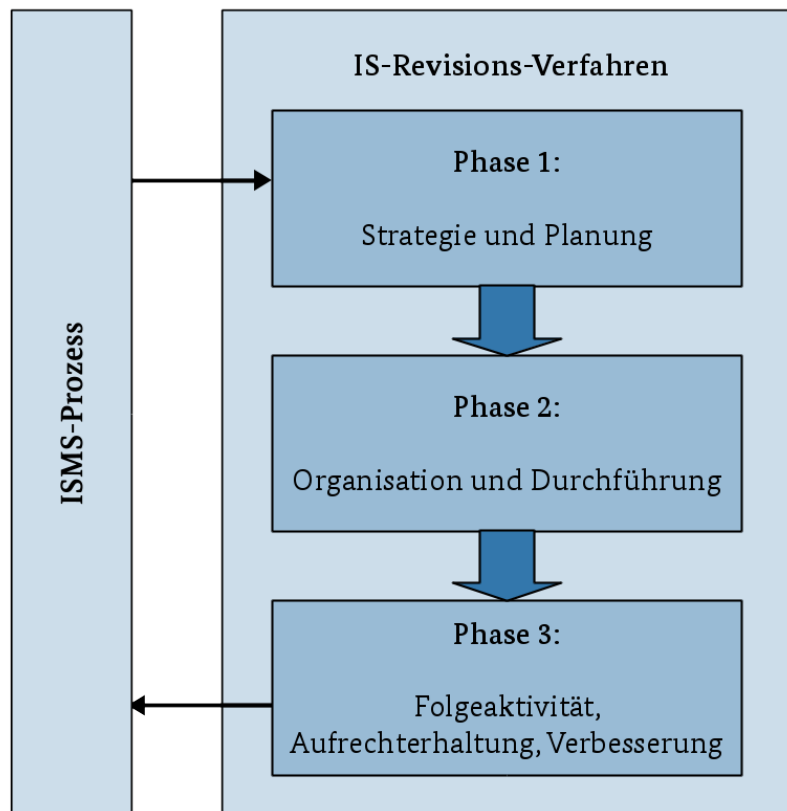 ISMS-Prozess
IS-Revisions-Verfahren
Phase 1:
Strategie und Planung
Phase 2:
Organisation und Durchführung
Phase 3:
Folgeaktivität,
Aufrechterhaltung, Verbesserung